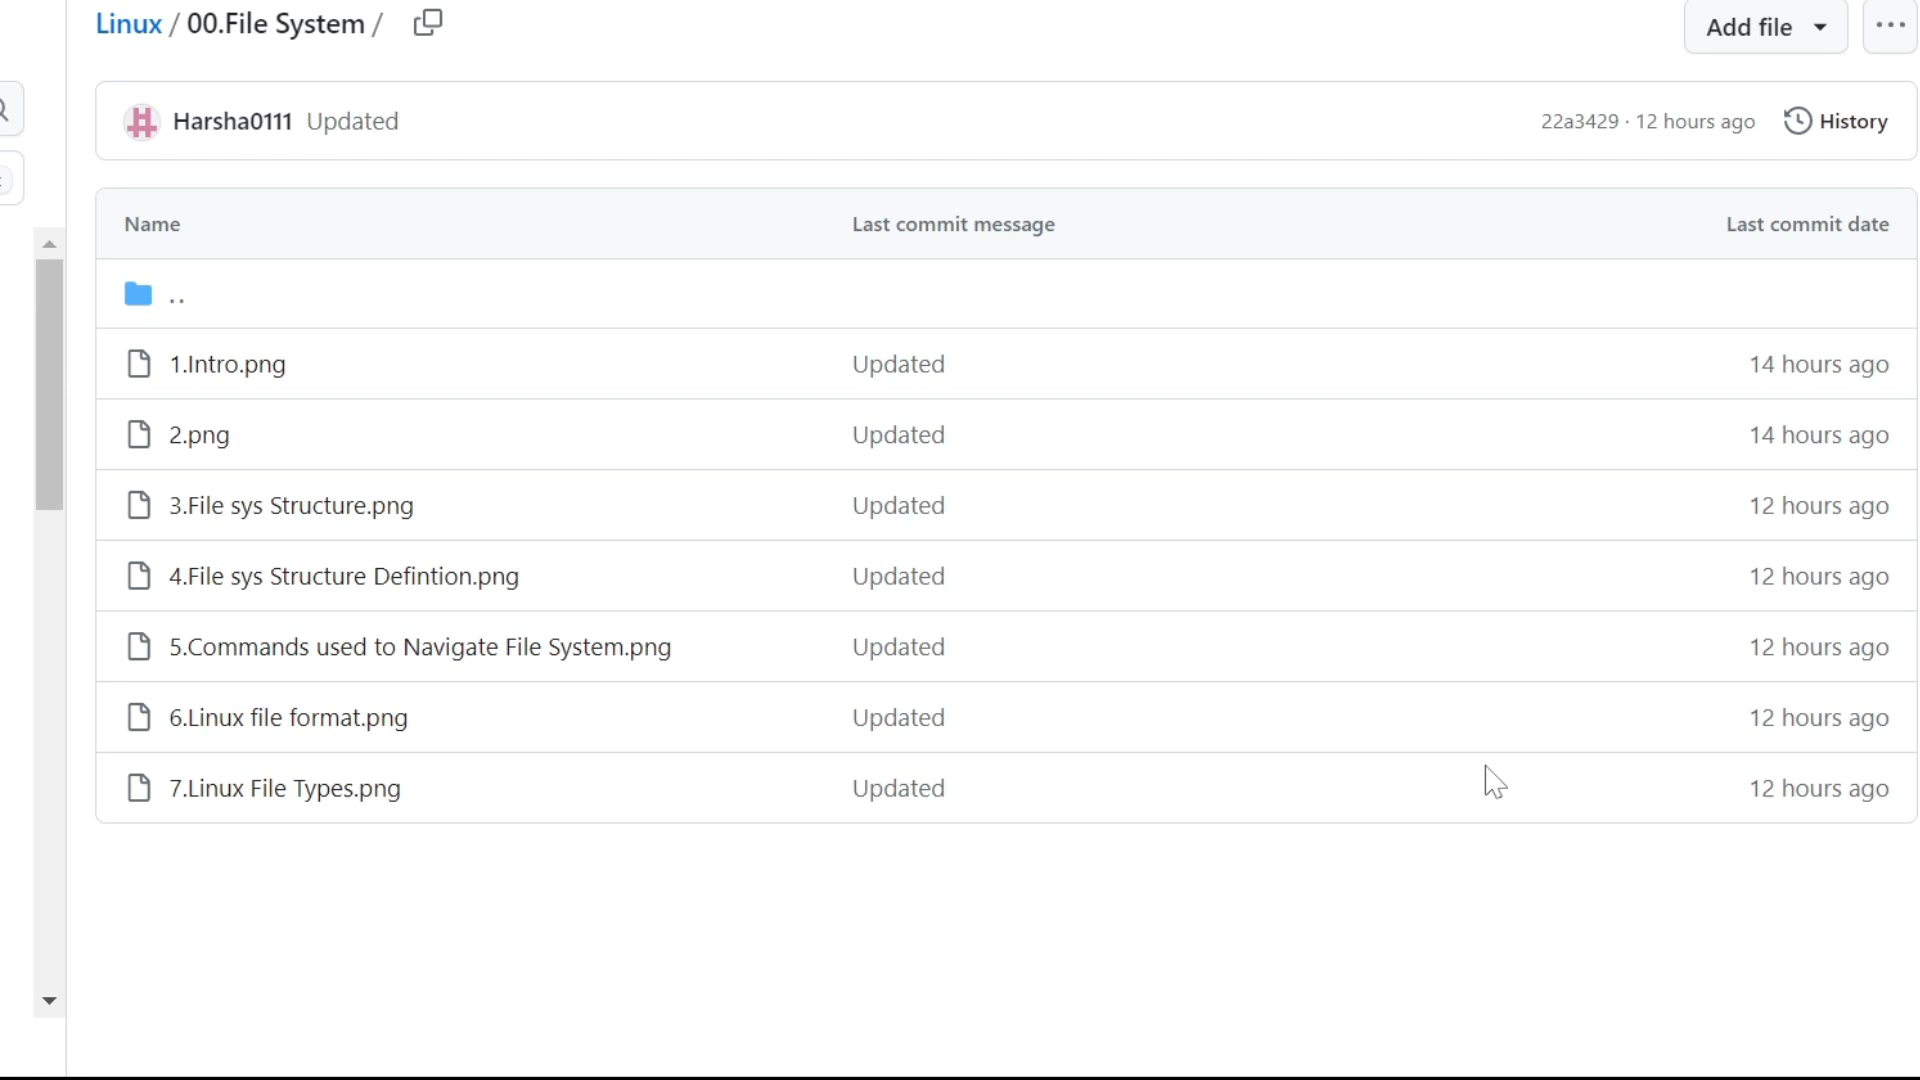 Linux / 00.File System /
Add file
Harsha0111 Updated
22a3429 · 12 hours ago
History
Name
Last commit message
Last commit date
..
1.Intro.png
Updated
14 hours ago
2.png
Updated
14 hours ago
3.File sys Structure.png
Updated
12 hours ago
4.File sys Structure Defintion.png
Updated
12 hours ago
5.Commands used to Navigate File System.png
Updated
12 hours ago
6.Linux file format.png
Updated
12 hours ago
7.Linux File Types.png
Updated
12 hours ago